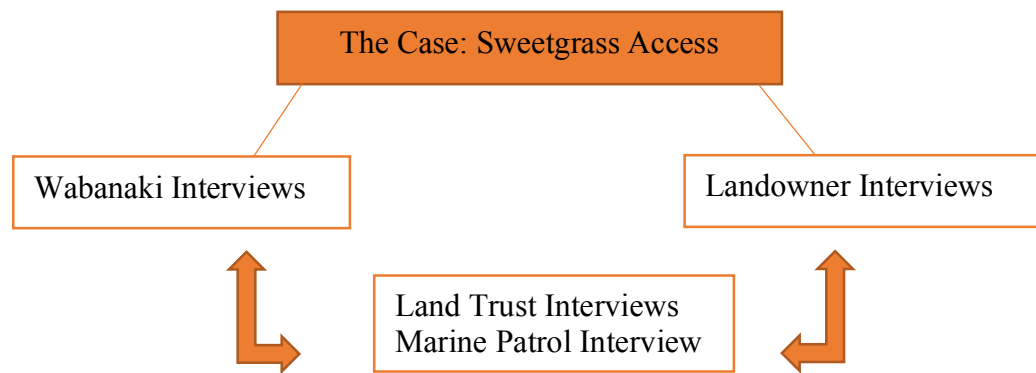 The Case: Sweetgrass Access
Wabanaki Interviews
Landowner Interviews
Land Trust Interviews
Marine Patrol Interview